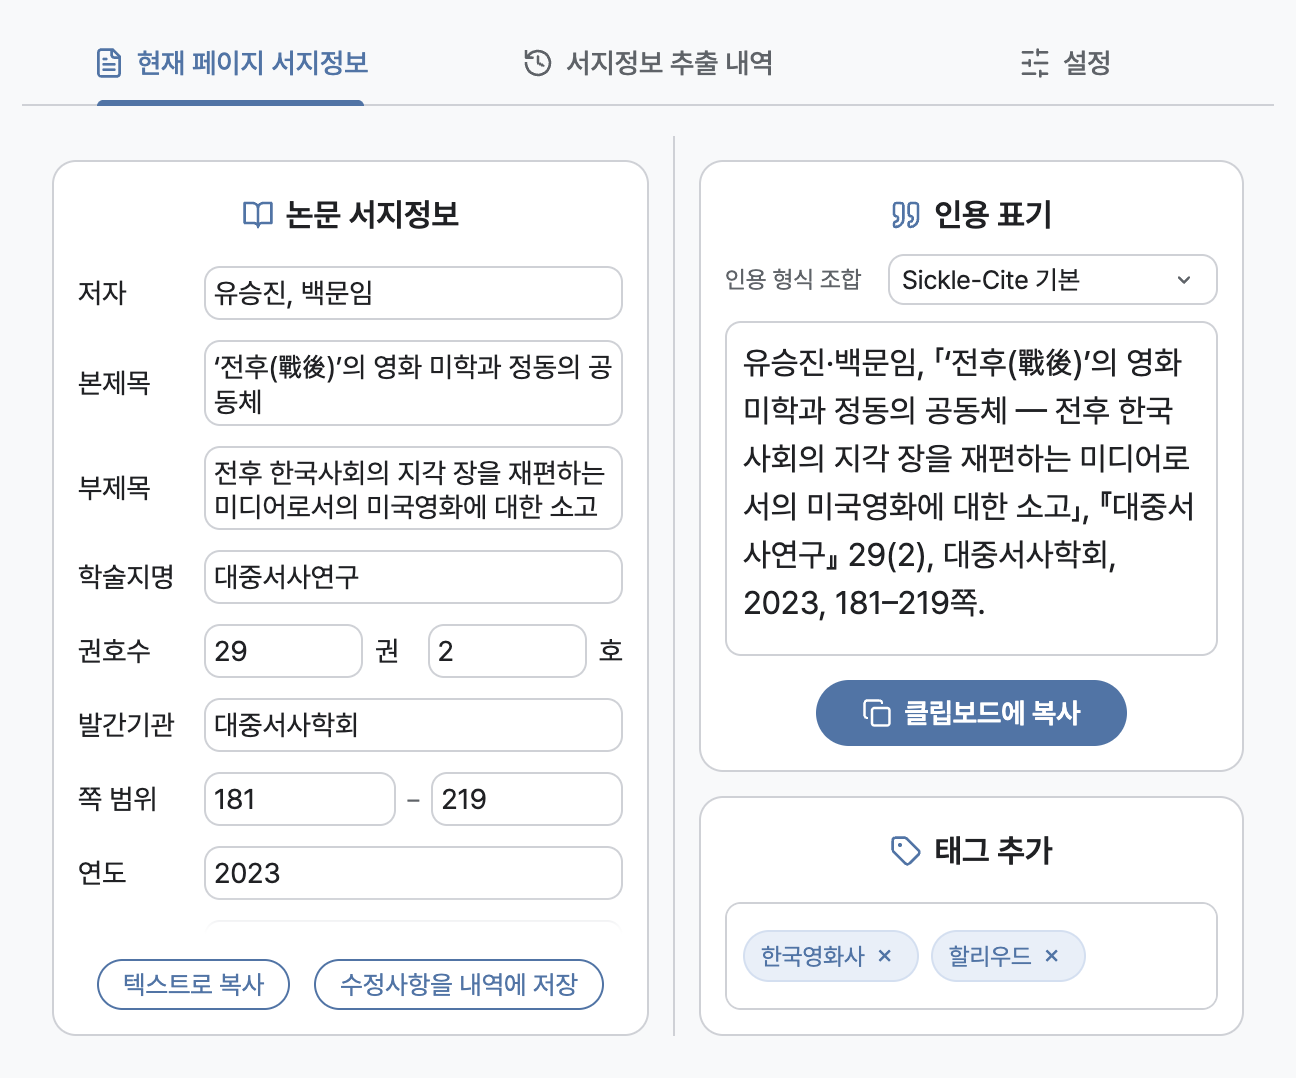 현재 페이지 서지정보
서지정보 추출 내역
설정
논문 서지정보
저자
유승진, 백문임
본제목
‘전후(戰後)’의 영화 미학과 정동의 공
동체
부제목
전후 한국사회의 지각 장을 재편하는
미디어로서의 미국영화에 대한 소고
학술지명
대중서사연구
권호수
29 권 2 호
발간기관
대중서사학회
쪽 범위
181 – 219
연도
2023
텍스트로 복사
수정사항을 내역에 저장
인용 표기
인용 형식 조합
Sickle-Cite 기본
유승진·백문임, 「‘전후(戰後)’의 영화
미학과 정동의 공동체 — 전후 한국
사회의 지각 장을 재편하는 미디어로
서의 미국영화에 대한 소고」, 『대중서
사연구』 29(2), 대중서사학회,
2023, 181–219쪽.
클립보드에 복사
태그 추가
한국영화사 ×
할리우드 ×